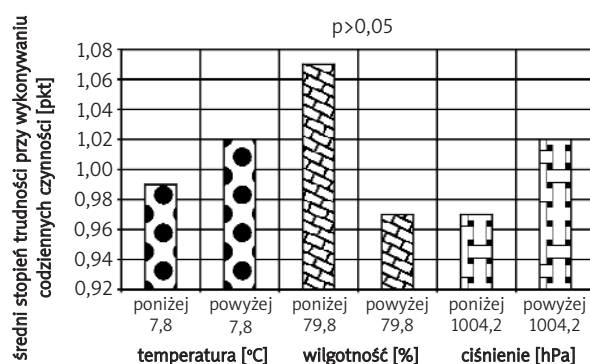 p>0,05
średni stopień trudności przy wykonywaniu
codziennych czynności [pkt]
1,08
1,06
1,04
1,02
1,00
0,98
0,96
0,94
0,92
poniżej powyżej poniżej powyżej poniżej powyżej
7,8 7,8 79,8 79,8 1004,2 1004,2
temperatura [ºC] wilgotność [%] ciśnienie [hPa]